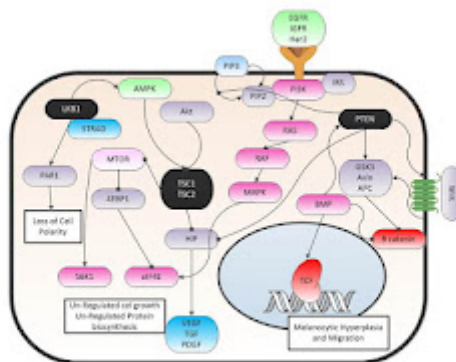 EGFR
IGFR
Her2
PIP3
PIP2
PI3K
IRS
AMPK
LKB1
STRAD
Akt
PTEN
RAS
RAF
MAPK
MTOR
PAR1
TSC1
TSC2
4EBP1
GSK3
Axin
APC
BMP
Loss of Cell
Polarity
HIF
B-catenin
S6K1
eIF4E
TCF
Un-Regulated cel growth
Un-Regulated Protein
biosynthesis
VEGF
TGF
PDGF
Melanocytic Hyperplasia
and Migration